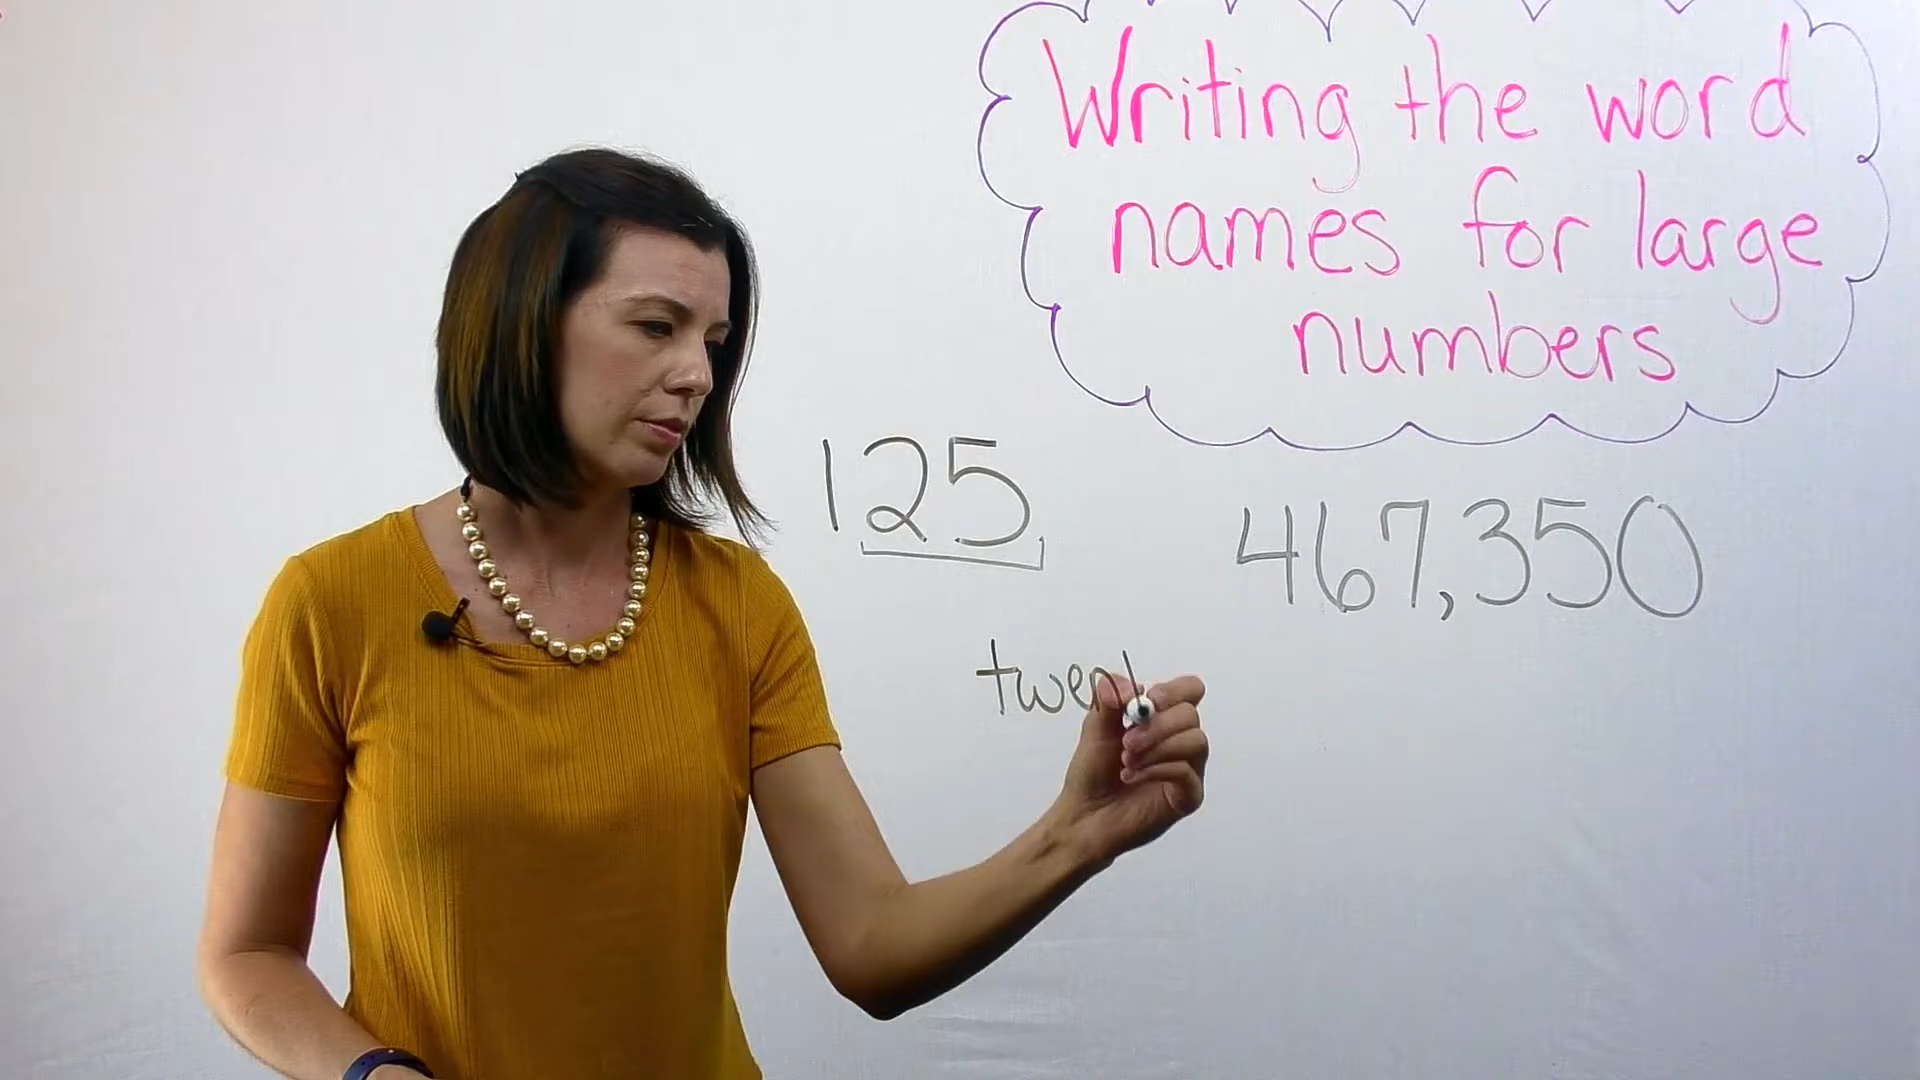 Writing the word
names for large
numbers
125
467,350
twent